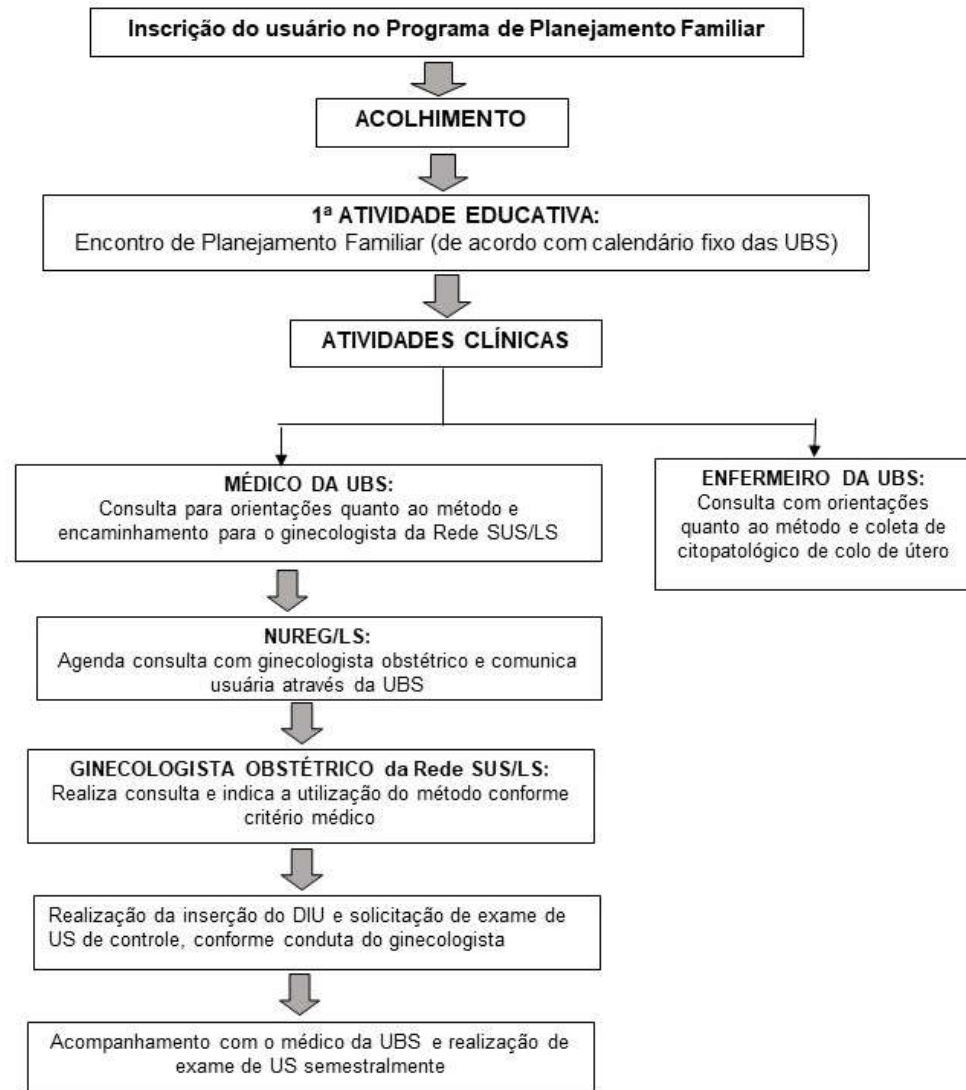 Inscrição do usuário no Programa de Planejamento Familiar
ACOLHIMENTO
1ª ATIVIDADE EDUCATIVA:
Encontro de Planejamento Familiar (de acordo com calendário fixo das UBS)
ATIVIDADES CLÍNICAS
MÉDICO DA UBS:
Consulta para orientações quanto ao método e
encaminhamento para o ginecologista da Rede SUS/LS
ENFERMEIRO DA UBS:
Consulta com orientações
quanto ao método e coleta de
citopatológico de colo de útero
NUREG/LS:
Agenda consulta com ginecologista obstétrico e comunica
usuária através da UBS
GINECOLOGISTA OBSTÉTRICO da Rede SUS/LS:
Realiza consulta e indica a utilização do método conforme
critério médico
Realização da inserção do DIU e solicitação de exame de
US de controle, conforme conduta do ginecologista
Acompanhamento com o médico da UBS e realização de
exame de US semestralmente